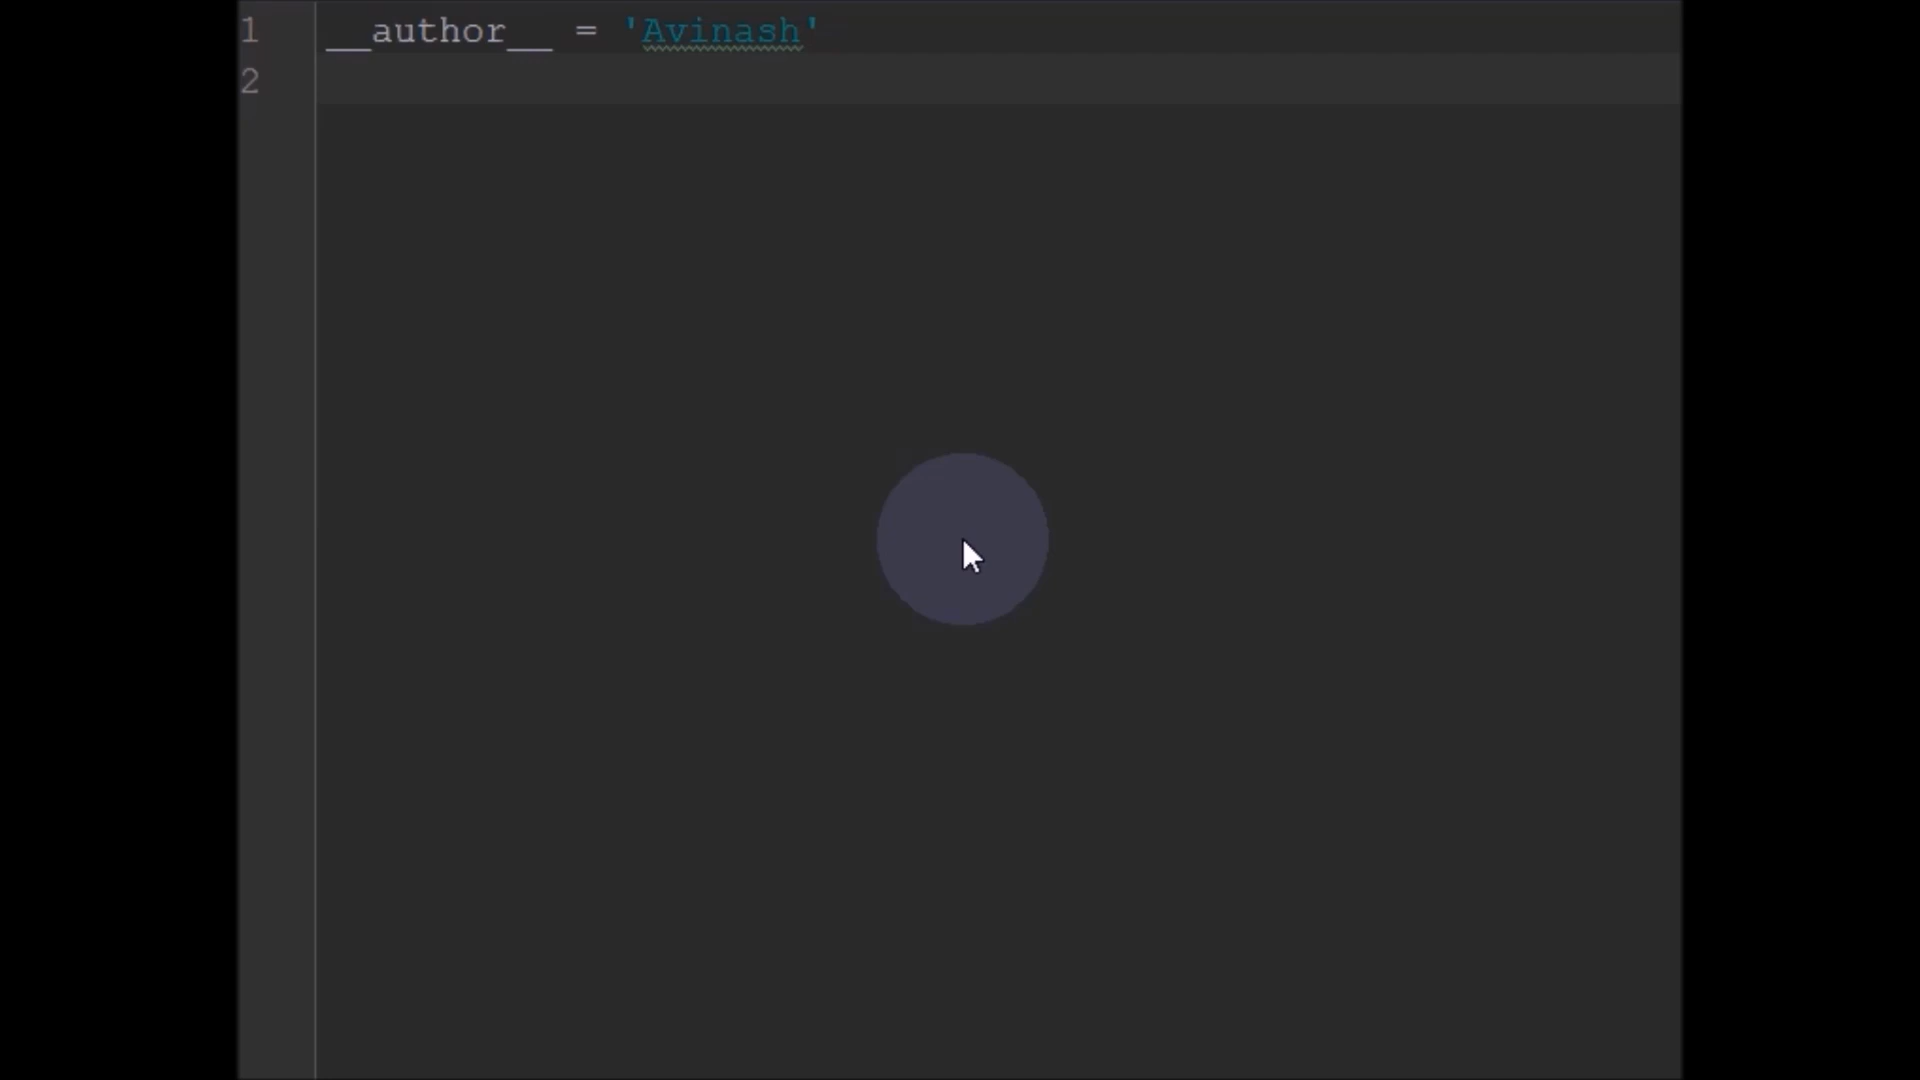 1 __author__ = 'Avinash'
2